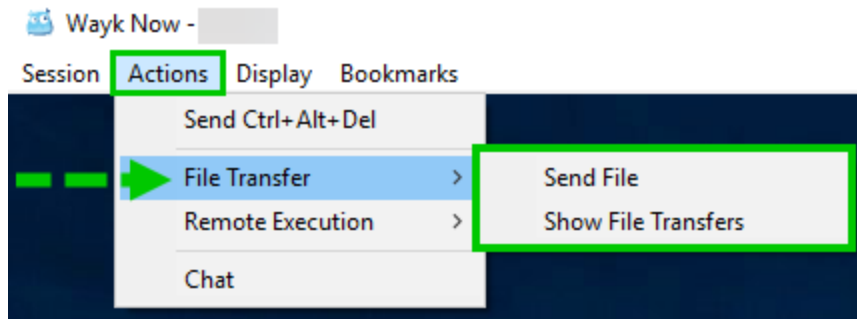 Wayk Now -
Session Actions Display Bookmarks
Send Ctrl+Alt+Del
File Transfer > Send File
Remote Execution > Show File Transfers
Chat